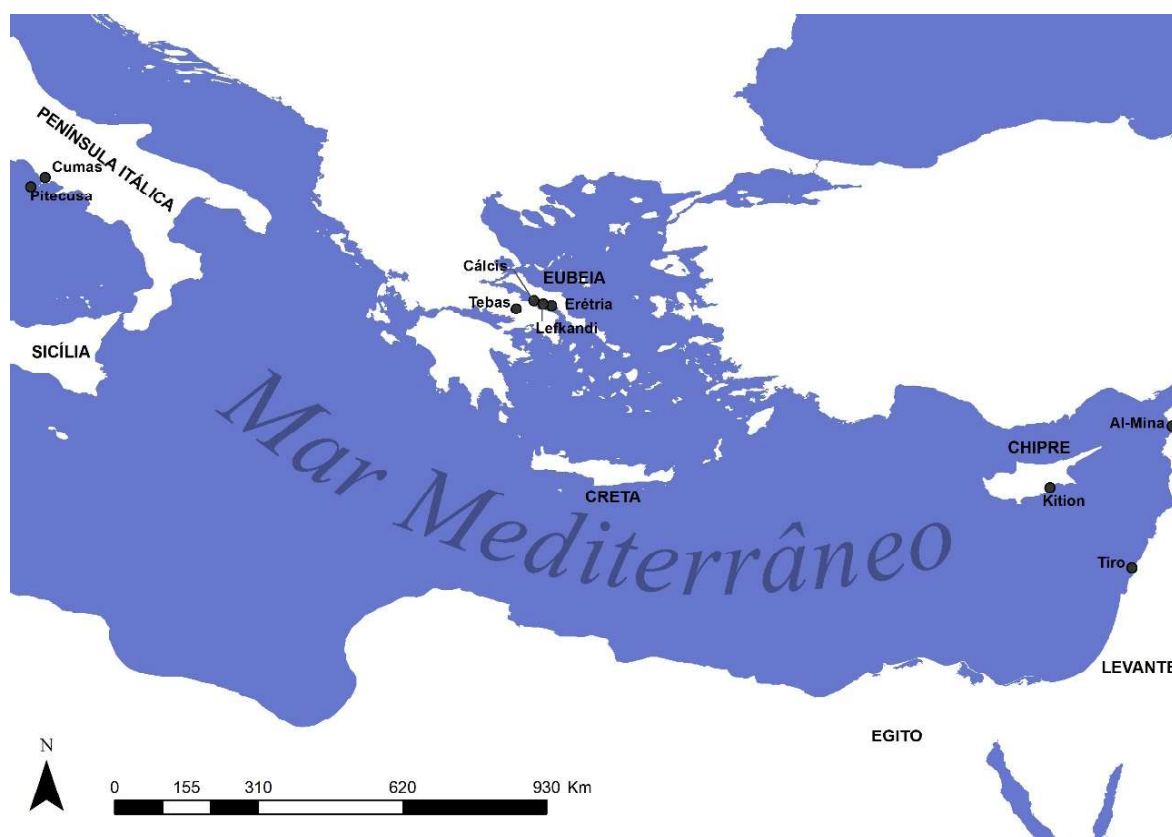 PENÍNSULA ITÁLICA
Cumas
Pitecusa
SICÍLIA
Cálcis
EUBEIA
Tebas
Erétria
Lefkandi
Mar Mediterrâneo
CRETA
CHIPRE
Al-Mina
Kition
Tiro
LEVANTE
EGITO
N
0 155 310 620 930 Km